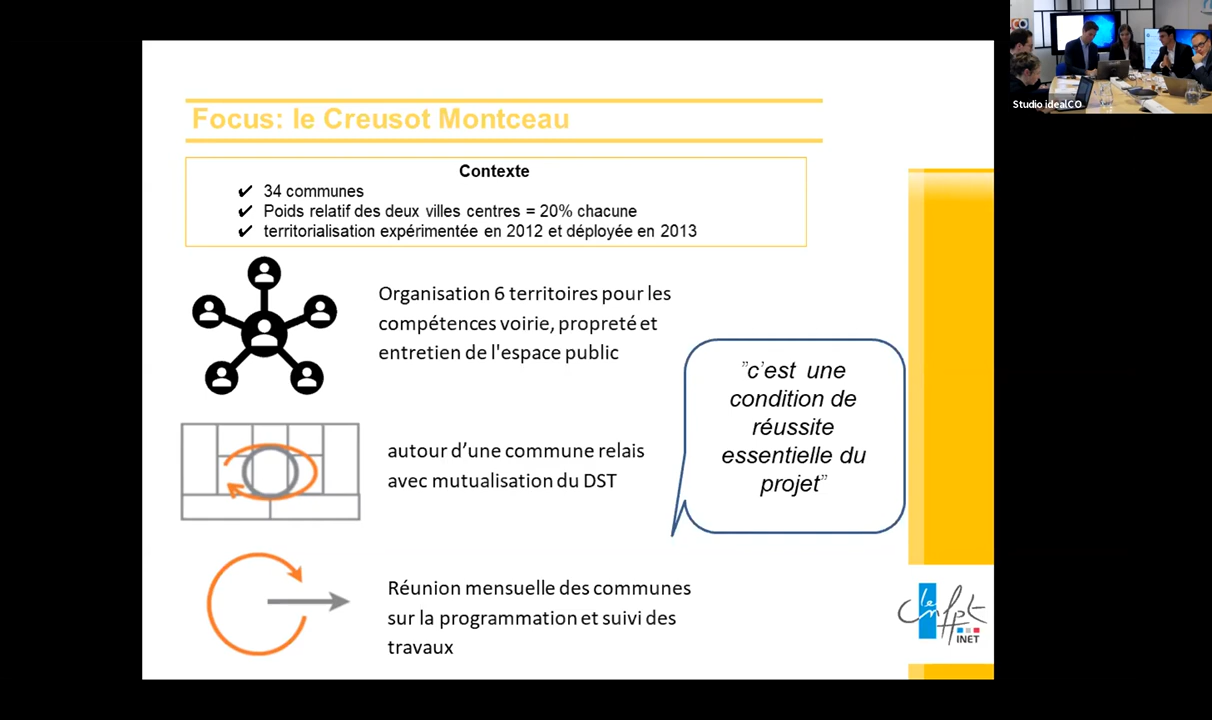 Studio idealCO
Focus: le Creusot Montceau
Contexte
✔ 34 communes
✔ Poids relatif des deux villes centres = 20% chacune
✔ territorialisation expérimentée en 2012 et déployée en 2013
Organisation 6 territoires pour les
compétences voirie, propreté et
entretien de l'espace public
"c'est une
condition de
réussite
essentielle du
projet"
autour d’une commune relais
avec mutualisation du DST
Réunion mensuelle des communes
sur la programmation et suivi des
travaux
le cnfpt
INET